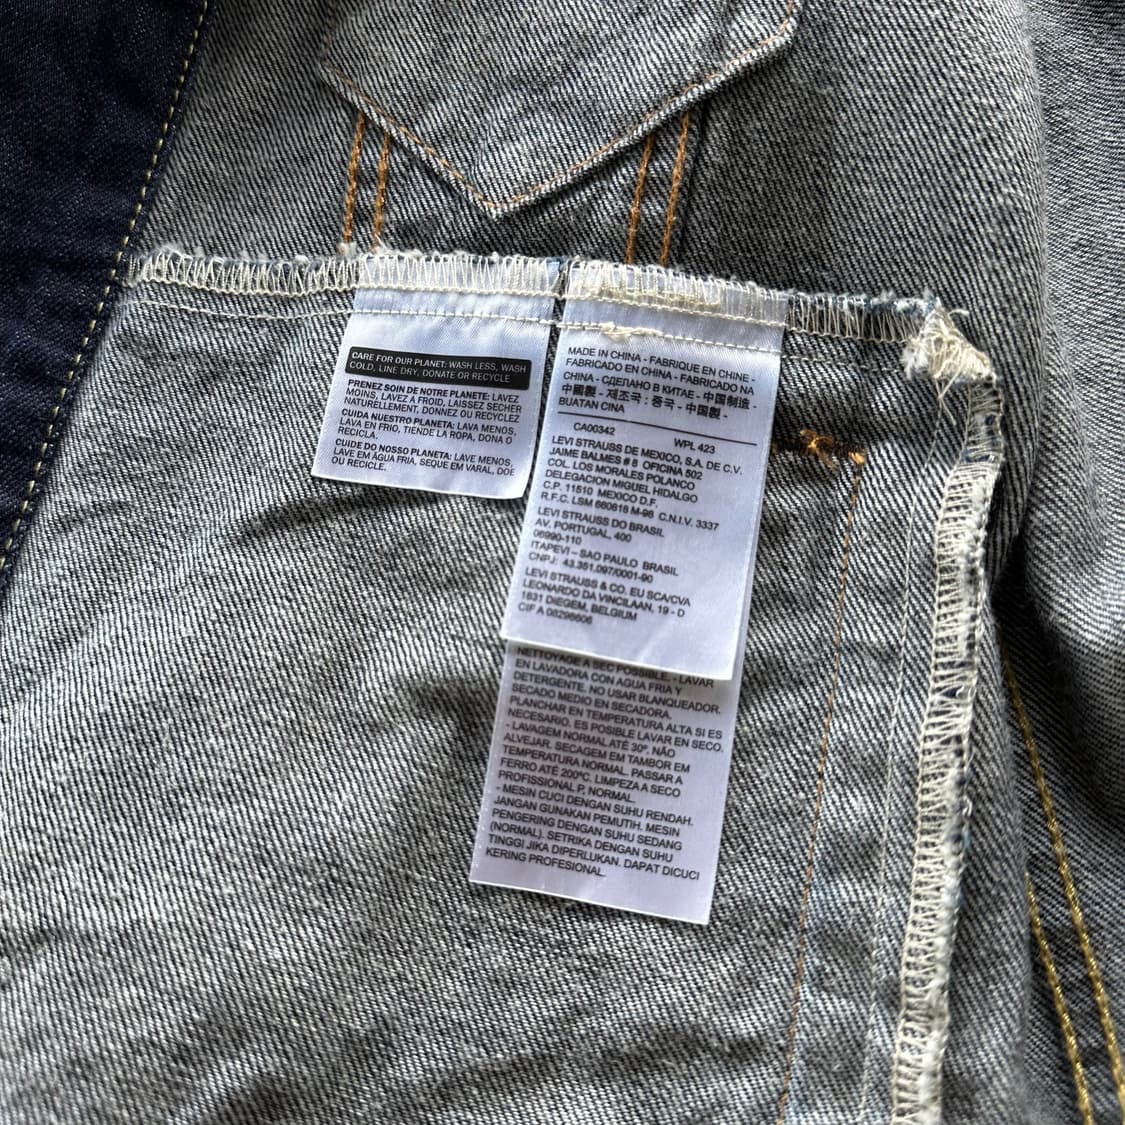 CARE FOR OUR PLANET: WASH LESS, WASH
COLD, LINE DRY, DONATE OR RECYCLE
PRENEZ SOIN DE NOTRE PLANETE: LAVEZ
MOINS, LAVEZ A FROID, LAISSEZ SECHER
NATURELLEMENT, DONNEZ OU RECYCLEZ
CUIDA NUESTRO PLANETA: LAVA MENOS,
LAVA EN FRIO, TIENDE LA ROPA, DONA O
RECICLA.
CUIDE DO NOSSO PLANETA: LAVE MENOS,
LAVE EM ÁGUA FRIA, SEQUE EM VARAL, DOE
OU RECICLE.
MADE IN CHINA - FABRIQUE EN CHINE -
FABRICADO EN CHINA - FABRICADO NA
CHINA - СДЕЛАНО В КИТАЕ - 中国制造 -
中國製 - 제조국 : 중국 - 中国製 -
BUATAN CINA
CA00342 WPL 423
LEVI STRAUSS DE MEXICO, S.A. DE C.V.
JAIME BALMES # 8 OFICINA 502
COL. LOS MORALES POLANCO
DELEGACION MIGUEL HIDALGO
C.P. 11510 MEXICO D.F.
R.F.C. LSM 660618 M-98 C.N.I.V. 3337
LEVI STRAUSS DO BRASIL
AV. PORTUGAL, 400
06690-110
ITAPEVI – SAO PAULO BRASIL
CNPJ: 43.351.097/0001-90
LEVI STRAUSS & CO. EU SCA/CVA
LEONARDO DA VINCILAAN, 19 - D
1831 DIEGEM, BELGIUM
CIF A 08296606
NETTOYAGE A SEC POSSIBLE. - LAVAR
EN LAVADORA CON AGUA FRIA Y
DETERGENTE. NO USAR BLANQUEADOR.
SECADO MEDIO EN SECADORA.
PLANCHAR EN TEMPERATURA ALTA SI ES
NECESARIO. ES POSIBLE LAVAR EN SECO.
- LAVAGEM NORMAL ATÉ 30º. NÃO
ALVEJAR. SECAGEM EM TAMBOR EM
TEMPERATURA NORMAL. PASSAR A
FERRO ATÉ 200ºC. LIMPEZA A SECO
PROFISSIONAL P, NORMAL.
- MESIN CUCI DENGAN SUHU RENDAH.
JANGAN GUNAKAN PEMUTIH. MESIN
PENGERING DENGAN SUHU SEDANG
(NORMAL). SETRIKA DENGAN SUHU
TINGGI JIKA DIPERLUKAN. DAPAT DICUCI
KERING PROFESIONAL.